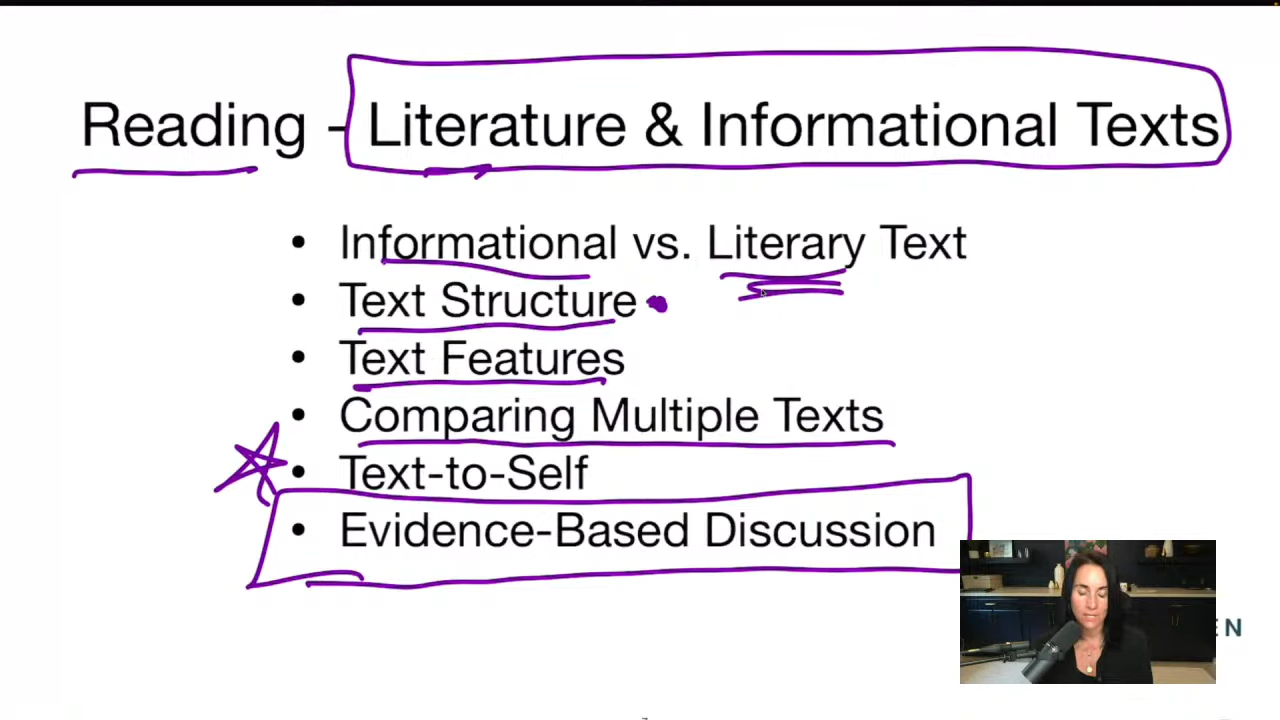 Reading - Literature & Informational Texts
• Informational vs. Literary Text
• Text Structure
• Text Features
• Comparing Multiple Texts
• Text-to-Self
• Evidence-Based Discussion
EN